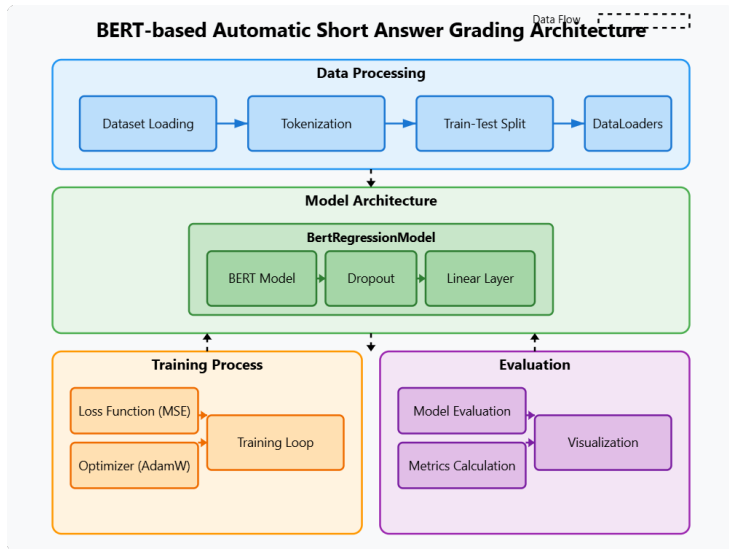 Data Flow
BERT-based Automatic Short Answer Grading Architecture
Data Processing
Dataset Loading
Tokenization
Train-Test Split
DataLoaders
Model Architecture
BertRegressionModel
BERT Model
Dropout
Linear Layer
Training Process
Loss Function (MSE)
Optimizer (AdamW)
Training Loop
Evaluation
Model Evaluation
Metrics Calculation
Visualization